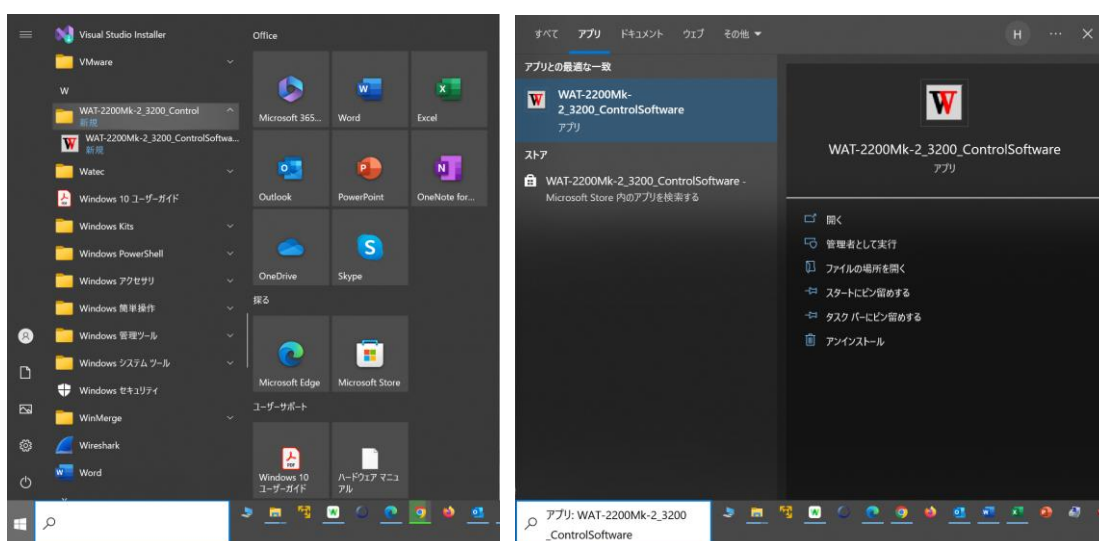 Visual Studio Installer
VMware
W
WAT-2200Mk-2_3200_Control
新規
WAT-2200Mk-2_3200_ControlSoftwa...
新規
Watec
Windows 10 ユーザーガイド
Windows Kits
Windows PowerShell
Windows アクセサリ
Windows 簡単操作
Windows 管理ツール
Windows システム ツール
Windows セキュリティ
WinMerge
Wireshark
Word
Office
Microsoft 365...
Word
Excel
Outlook
PowerPoint
OneNote for...
OneDrive
Skype
探る
Microsoft Edge
Microsoft Store
ユーザーサポート
Windows 10
ユーザーガイド
ハードウェア マニュ
アル
すべて アプリ ドキュメント ウェブ その他
H
アプリとの最適な一致
WAT-2200Mk-
2_3200_ControlSoftware
アプリ
ストア
WAT-2200Mk-2_3200_ControlSoftware -
Microsoft Store 内のアプリを検索する
WAT-2200Mk-2_3200_ControlSoftware
アプリ
開く
管理者として実行
ファイルの場所を開く
スタートにピン留めする
タスク バーにピン留めする
アンインストール
アプリ: WAT-2200Mk-2_3200
_ControlSoftware